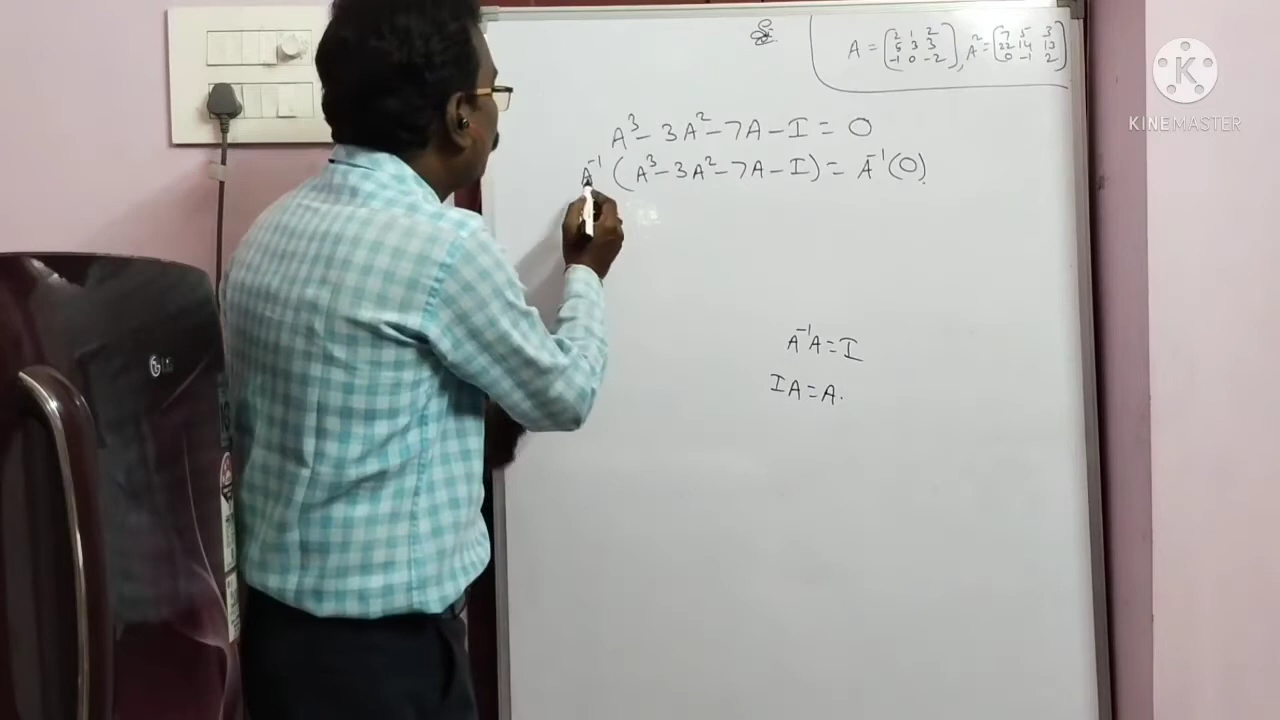 A = [2 1 2
5 3 3
-1 0 -2], A² = [7 5 3
22 14 13
0 -1 2]
A³ - 3A² - 7A - I = 0
A⁻¹(A³ - 3A² - 7A - I) = A⁻¹(0).
A⁻¹A = I
IA = A.
KINEMASTER
LG